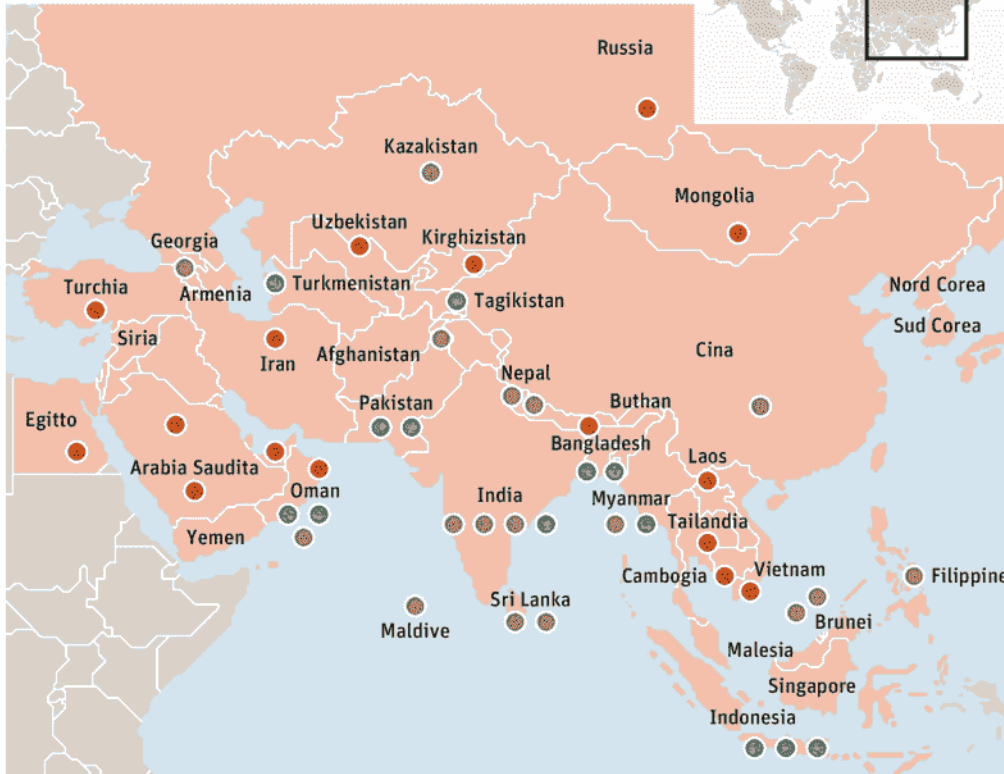 Russia
Kazakistan
Mongolia
Uzbekistan
Kirghizistan
Georgia
Turkmenistan
Armenia
Turchia
Tagikistan
Nord Corea
Sud Corea
Siria
Iran
Afghanistan
Cina
Nepal
Pakistan
Buthan
Egitto
Bangladesh
Arabia Saudita
Laos
Oman
India
Myanmar
Tailandia
Yemen
Cambogia
Vietnam
Filippine
Sri Lanka
Maldive
Brunei
Malesia
Singapore
Indonesia